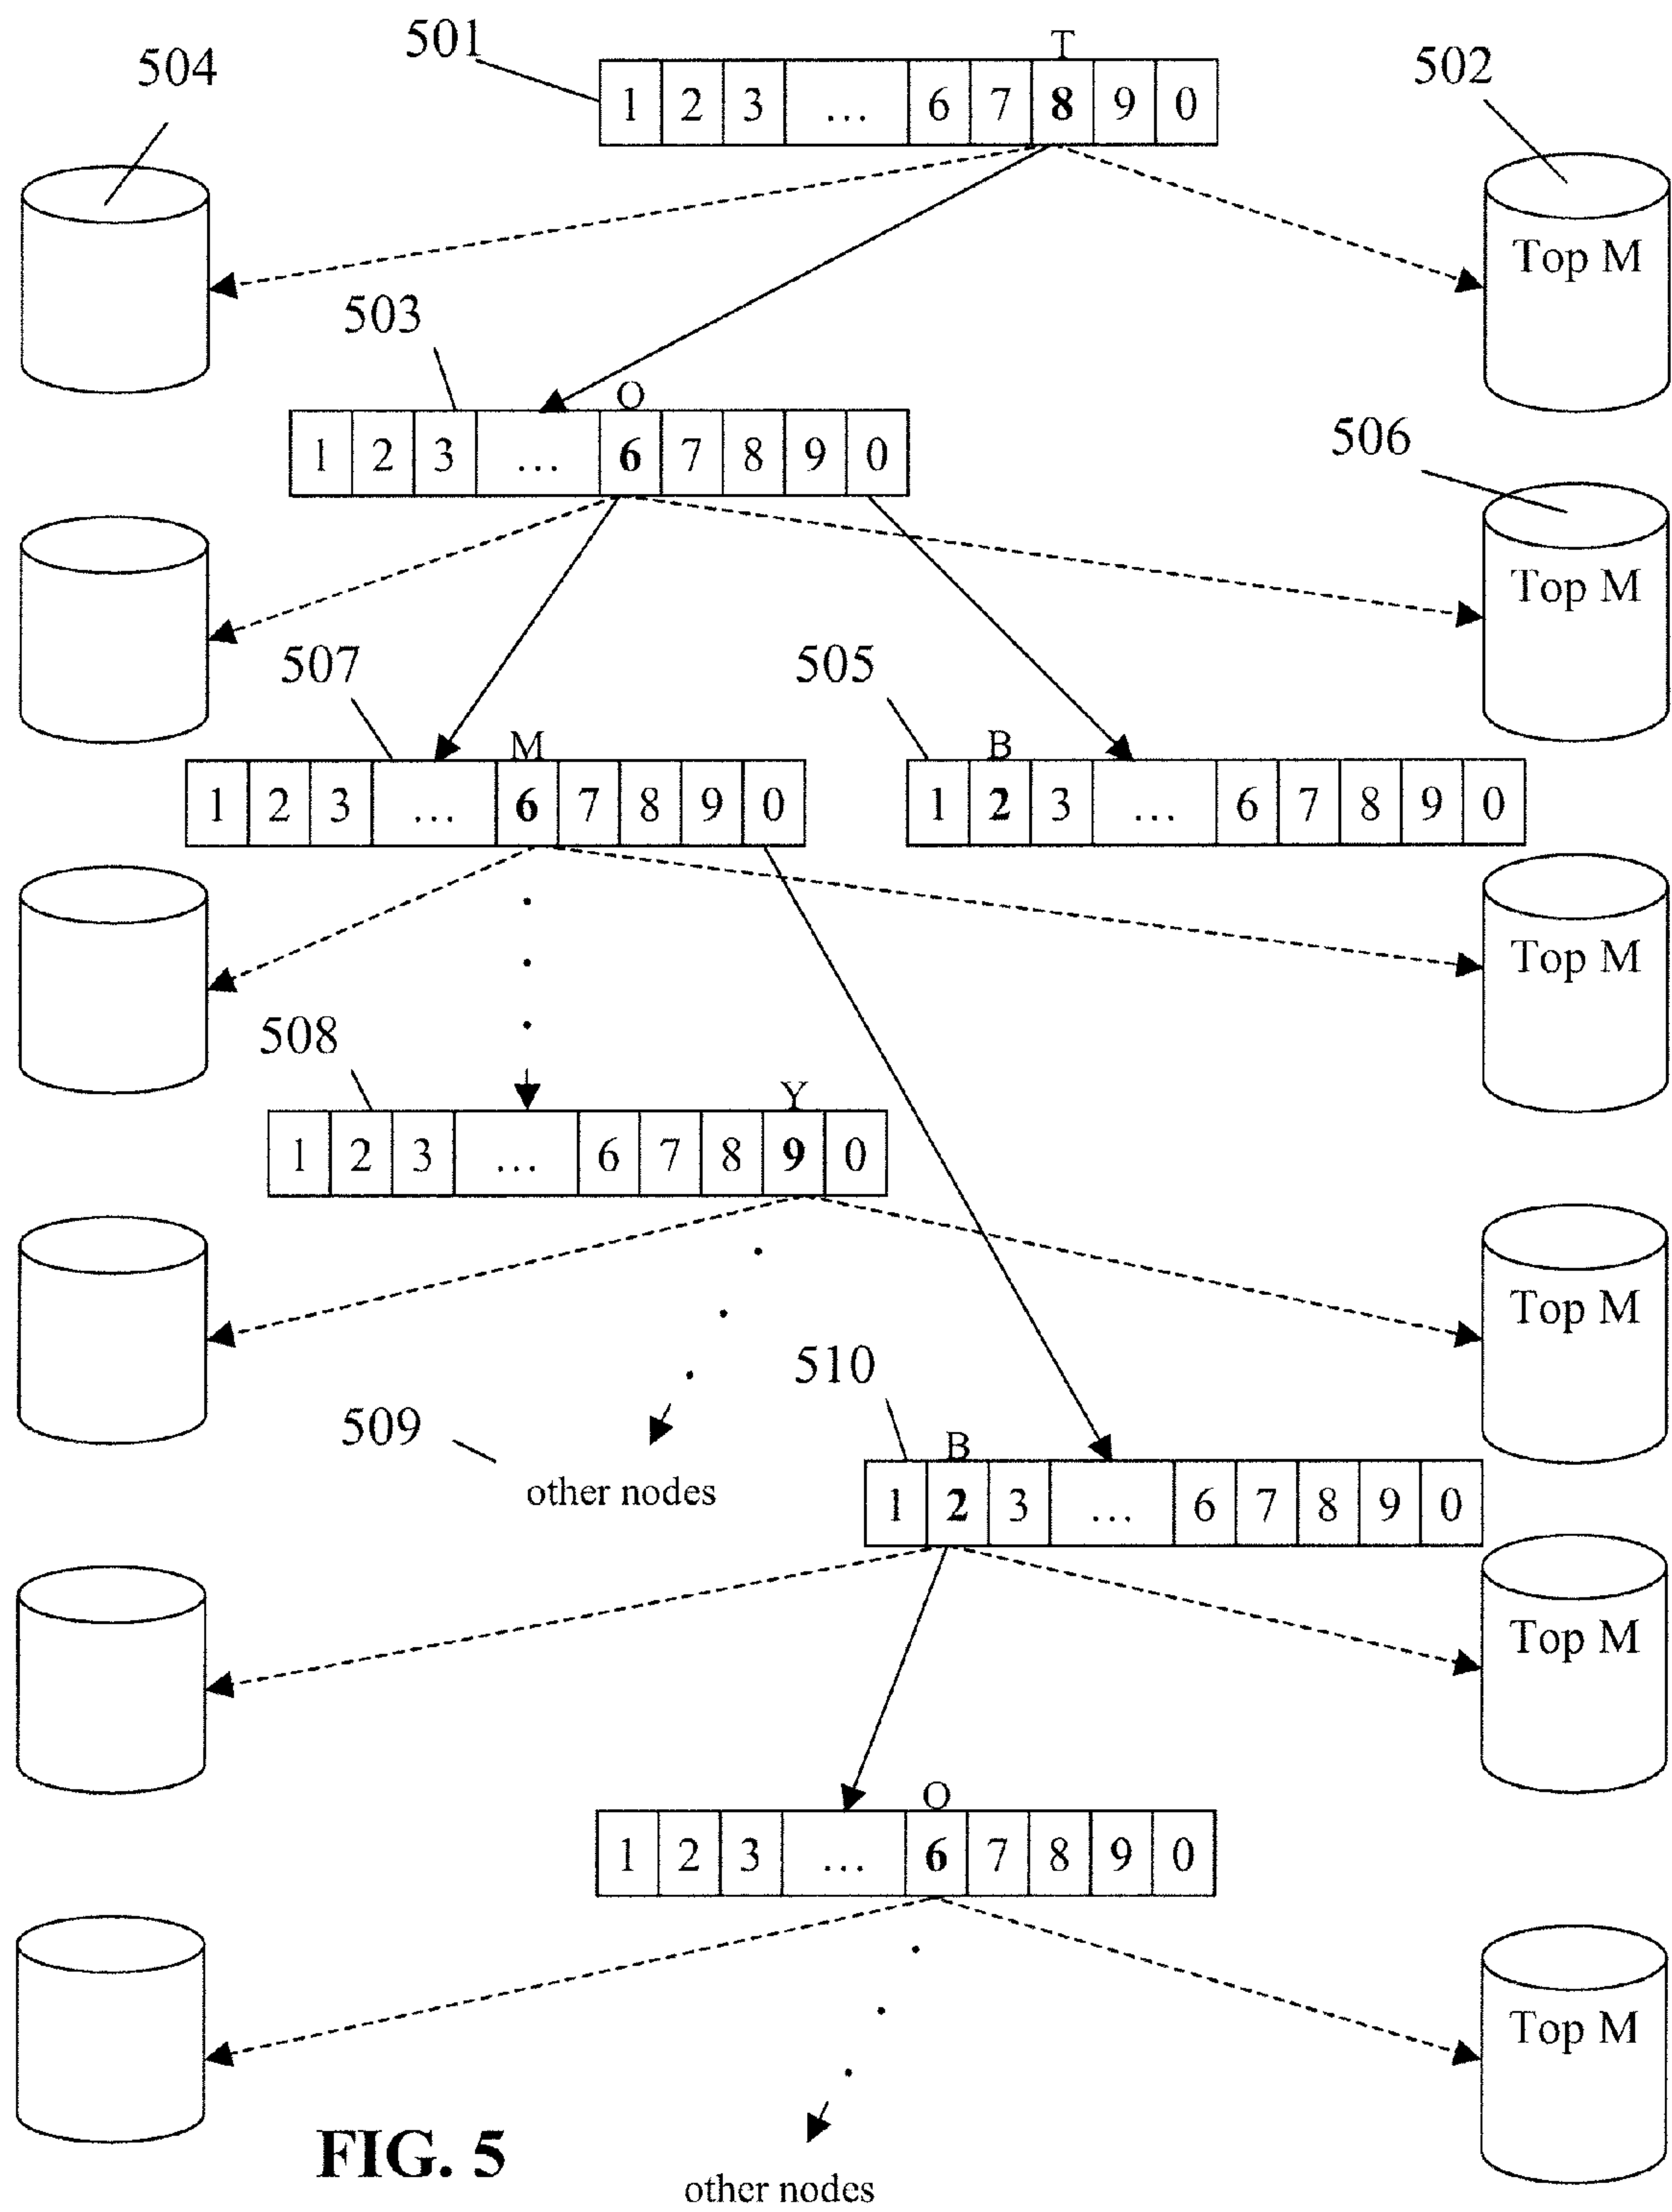 504
501
T
502
1 2 3 ... 6 7 8 9 0
Top M
503
O
506
1 2 3 ... 6 7 8 9 0
Top M
507
505
M
B
1 2 3 ... 6 7 8 9 0
1 2 3 ... 6 7 8 9 0
Top M
508
Y
1 2 3 ... 6 7 8 9 0
Top M
510
509
B
other nodes
1 2 3 ... 6 7 8 9 0
Top M
O
1 2 3 ... 6 7 8 9 0
Top M
FIG. 5
other nodes